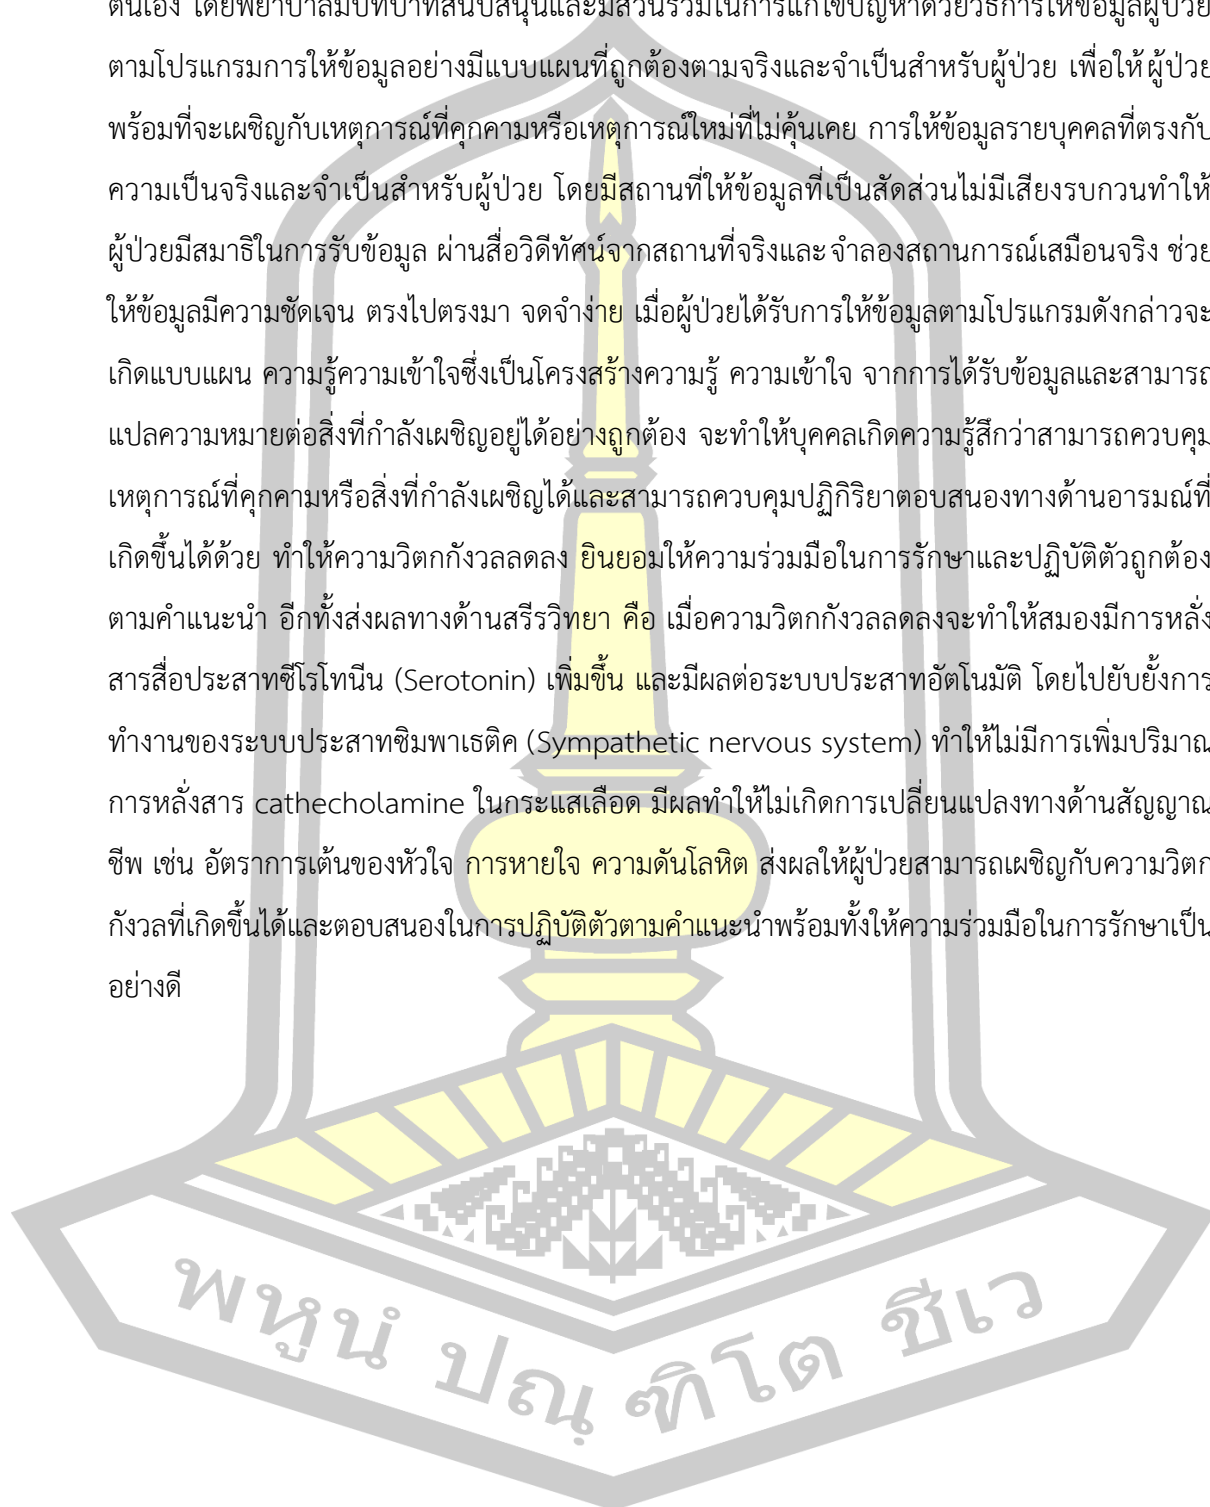 ตนเอง โดยพยาบาลมีบทบาทสนับสนุนและมีส่วนร่วมในการแก้ไขปัญหาด้วยวิธีการให้ข้อมูลผู้ป่วย
ตามโปรแกรมการให้ข้อมูลอย่างมีแบบแผนที่ถูกต้องตามจริงและจำเป็นสำหรับผู้ป่วย เพื่อให้ผู้ป่วย
พร้อมที่จะเผชิญกับเหตุการณ์ที่คุกคามหรือเหตุการณ์ใหม่ที่ไม่คุ้นเคย การให้ข้อมูลรายบุคคลที่ตรงกับ
ความเป็นจริงและจำเป็นสำหรับผู้ป่วย โดยมีสถานที่ให้ข้อมูลที่เป็นสัดส่วนไม่มีเสียงรบกวนทำให้
ผู้ป่วยมีสมาธิในการรับข้อมูล ผ่านสื่อวิดีทัศน์จากสถานที่จริงและจำลองสถานการณ์เสมือนจริง ช่วย
ให้ข้อมูลมีความชัดเจน ตรงไปตรงมา จดจำง่าย เมื่อผู้ป่วยได้รับการให้ข้อมูลตามโปรแกรมดังกล่าวจะ
เกิดแบบแผน ความรู้ความเข้าใจซึ่งเป็นโครงสร้างความรู้ ความเข้าใจ จากการได้รับข้อมูลและสามารถ
แปลความหมายต่อสิ่งที่กำลังเผชิญอยู่ได้อย่างถูกต้อง จะทำให้บุคคลเกิดความรู้สึกว่าสามารถควบคุม
เหตุการณ์ที่คุกคามหรือสิ่งที่กำลังเผชิญได้และสามารถควบคุมปฏิกิริยาตอบสนองทางด้านอารมณ์ที่
เกิดขึ้นได้ด้วย ทำให้ความวิตกกังวลลดลง ยินยอมให้ความร่วมมือในการรักษาและปฏิบัติตัวถูกต้อง
ตามคำแนะนำ อีกทั้งส่งผลทางด้านสรีรวิทยา คือ เมื่อความวิตกกังวลลดลงจะทำให้สมองมีการหลั่ง
สารสื่อประสาทซีโรโทนีน (Serotonin) เพิ่มขึ้น และมีผลต่อระบบประสาทอัตโนมัติ โดยไปยับยั้งการ
ทำงานของระบบประสาทซิมพาเธติค (Sympathetic nervous system) ทำให้ไม่มีการเพิ่มปริมาณ
การหลั่งสาร cathecholamine ในกระแสเลือด มีผลทำให้ไม่เกิดการเปลี่ยนแปลงทางด้านสัญญาณ
ชีพ เช่น อัตราการเต้นของหัวใจ การหายใจ ความดันโลหิต ส่งผลให้ผู้ป่วยสามารถเผชิญกับความวิตก
กังวลที่เกิดขึ้นได้และตอบสนองในการปฏิบัติตัวตามคำแนะนำพร้อมทั้งให้ความร่วมมือในการรักษาเป็น
อย่างดี
พหูนํ ปณฺฑิโต ชีเว